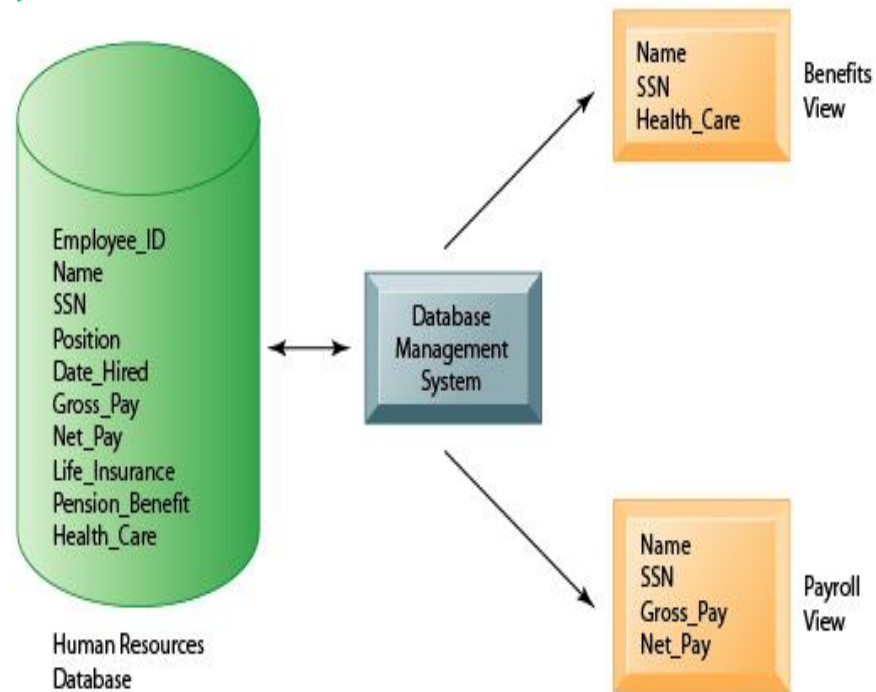 Employee_ID
Name
SSN
Position
Date_Hired
Gross_Pay
Net_Pay
Life_Insurance
Pension_Benefit
Health_Care
Human Resources
Database
Database
Management
System
Name
SSN
Health_Care
Benefits
View
Name
SSN
Gross_Pay
Net_Pay
Payroll
View